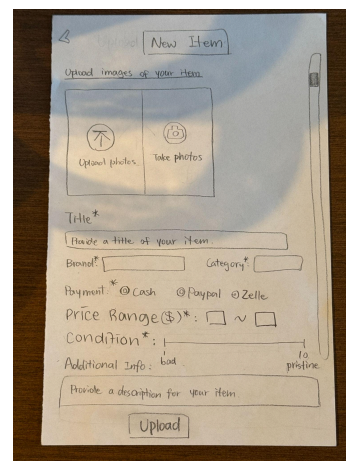 New Item
Upload images of your item
Upload photos Take photos
Title*
Provide a title of your item
Brand*: Category*:
Payment:* Cash Paypal Zelle
Price Range($)*: ~
Condition*:
bad 10
pristine
Additional Info:
Provide a description for your item
Upload